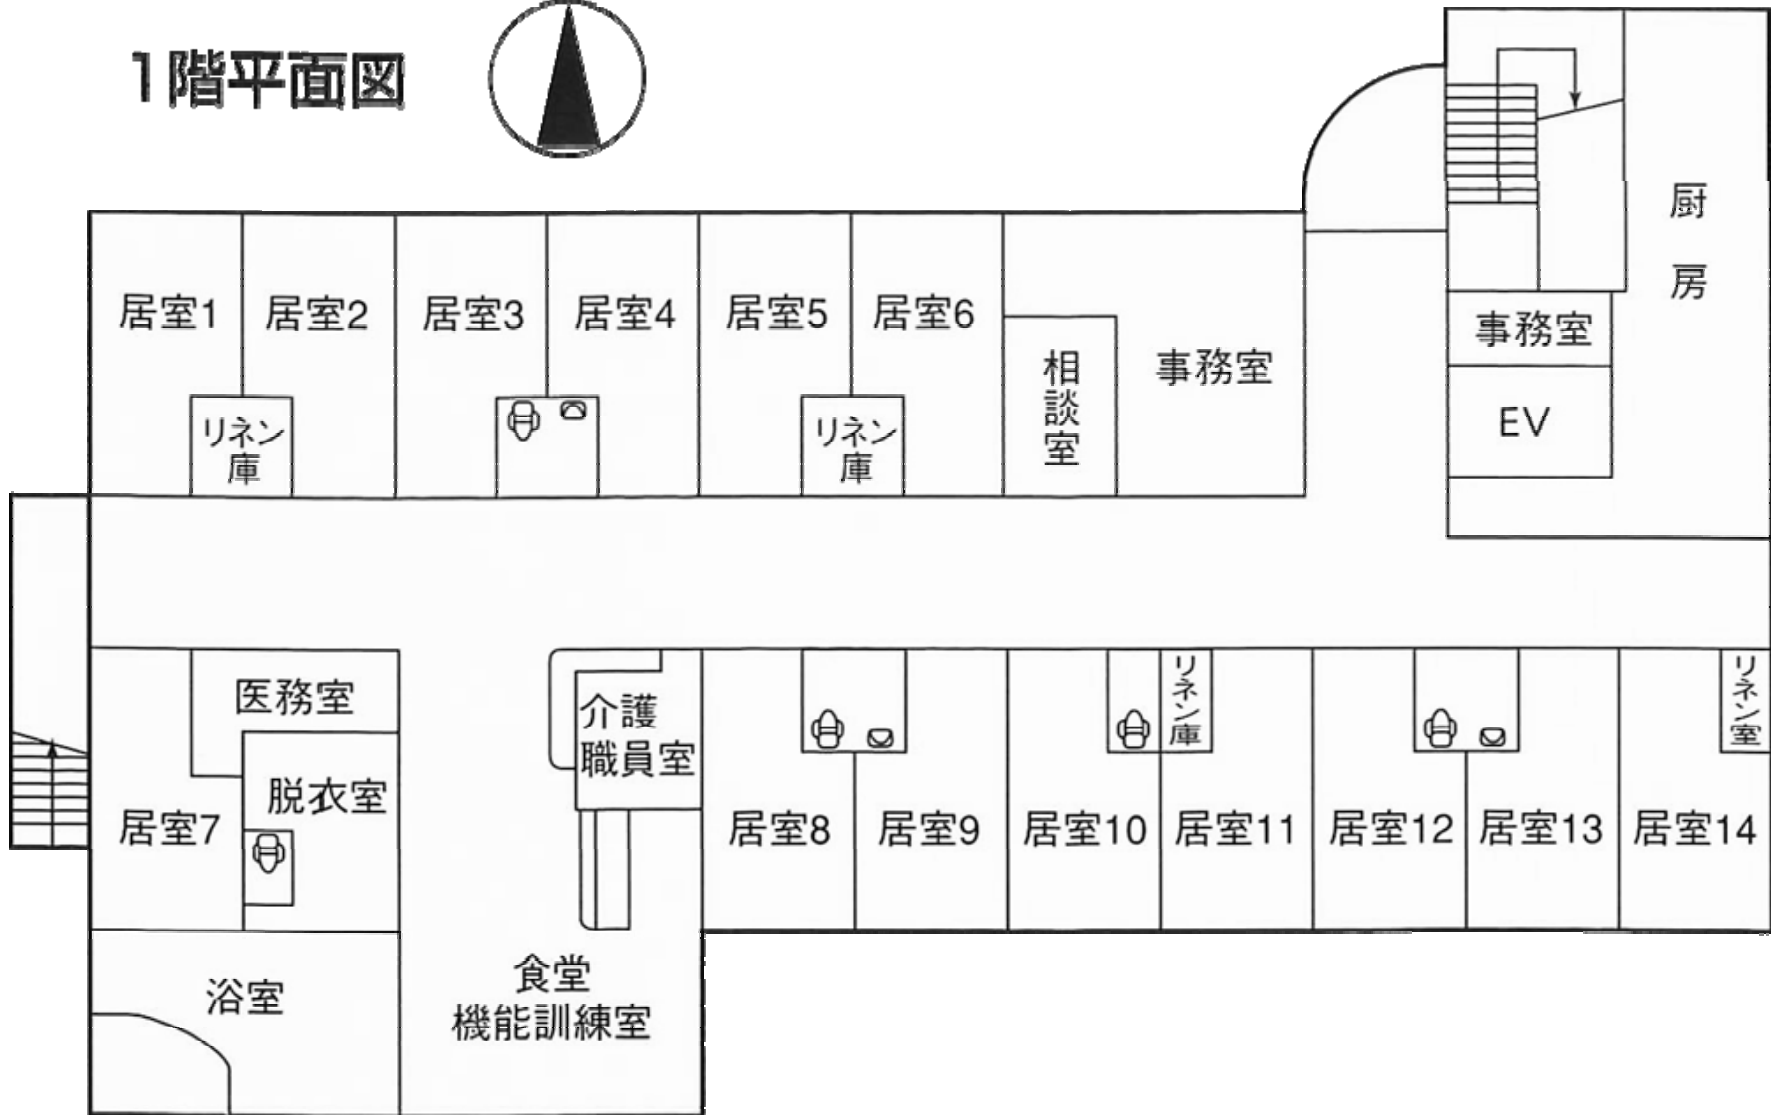 1階平面図
厨
房
居室1
居室2
居室3
居室4
居室5
居室6
相
談
室
事務室
事務室
EV
リネン
庫
リネン
庫
医務室
脱衣室
居室7
浴室
介護
職員室
食堂
機能訓練室
居室8
居室9
居室10
リネン庫
居室11
居室12
居室13
リネン室
居室14